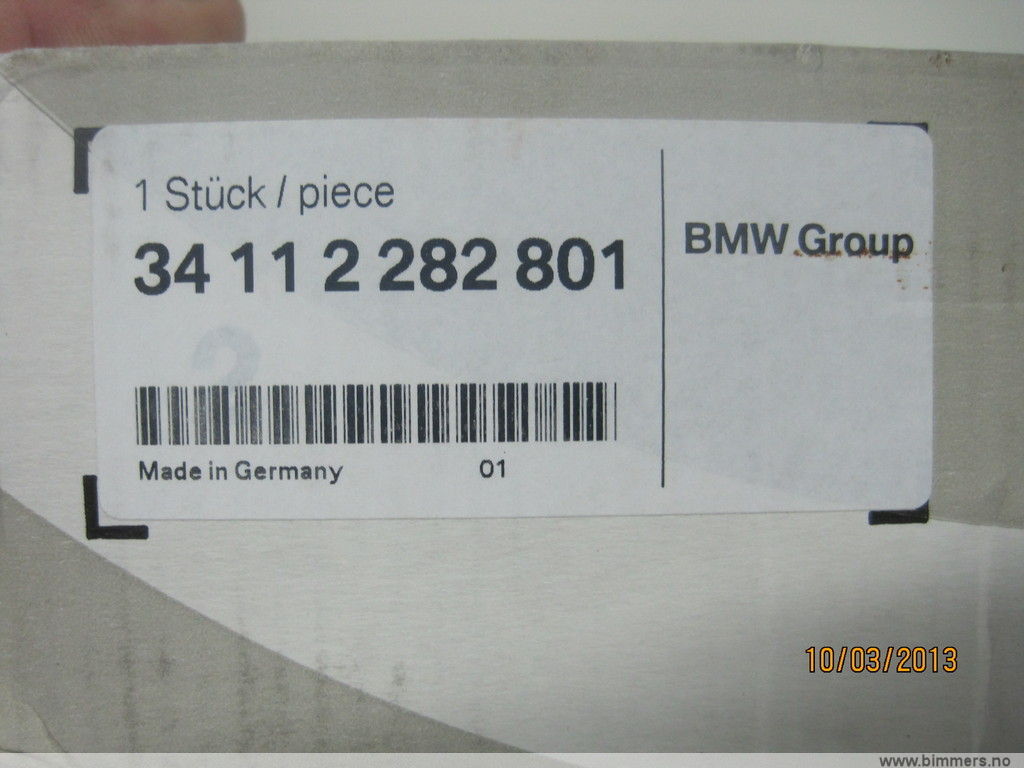 1 Stück / piece
34 11 2 282 801
BMW Group
Made in Germany 01
10/03/2013
www.bimmers.no